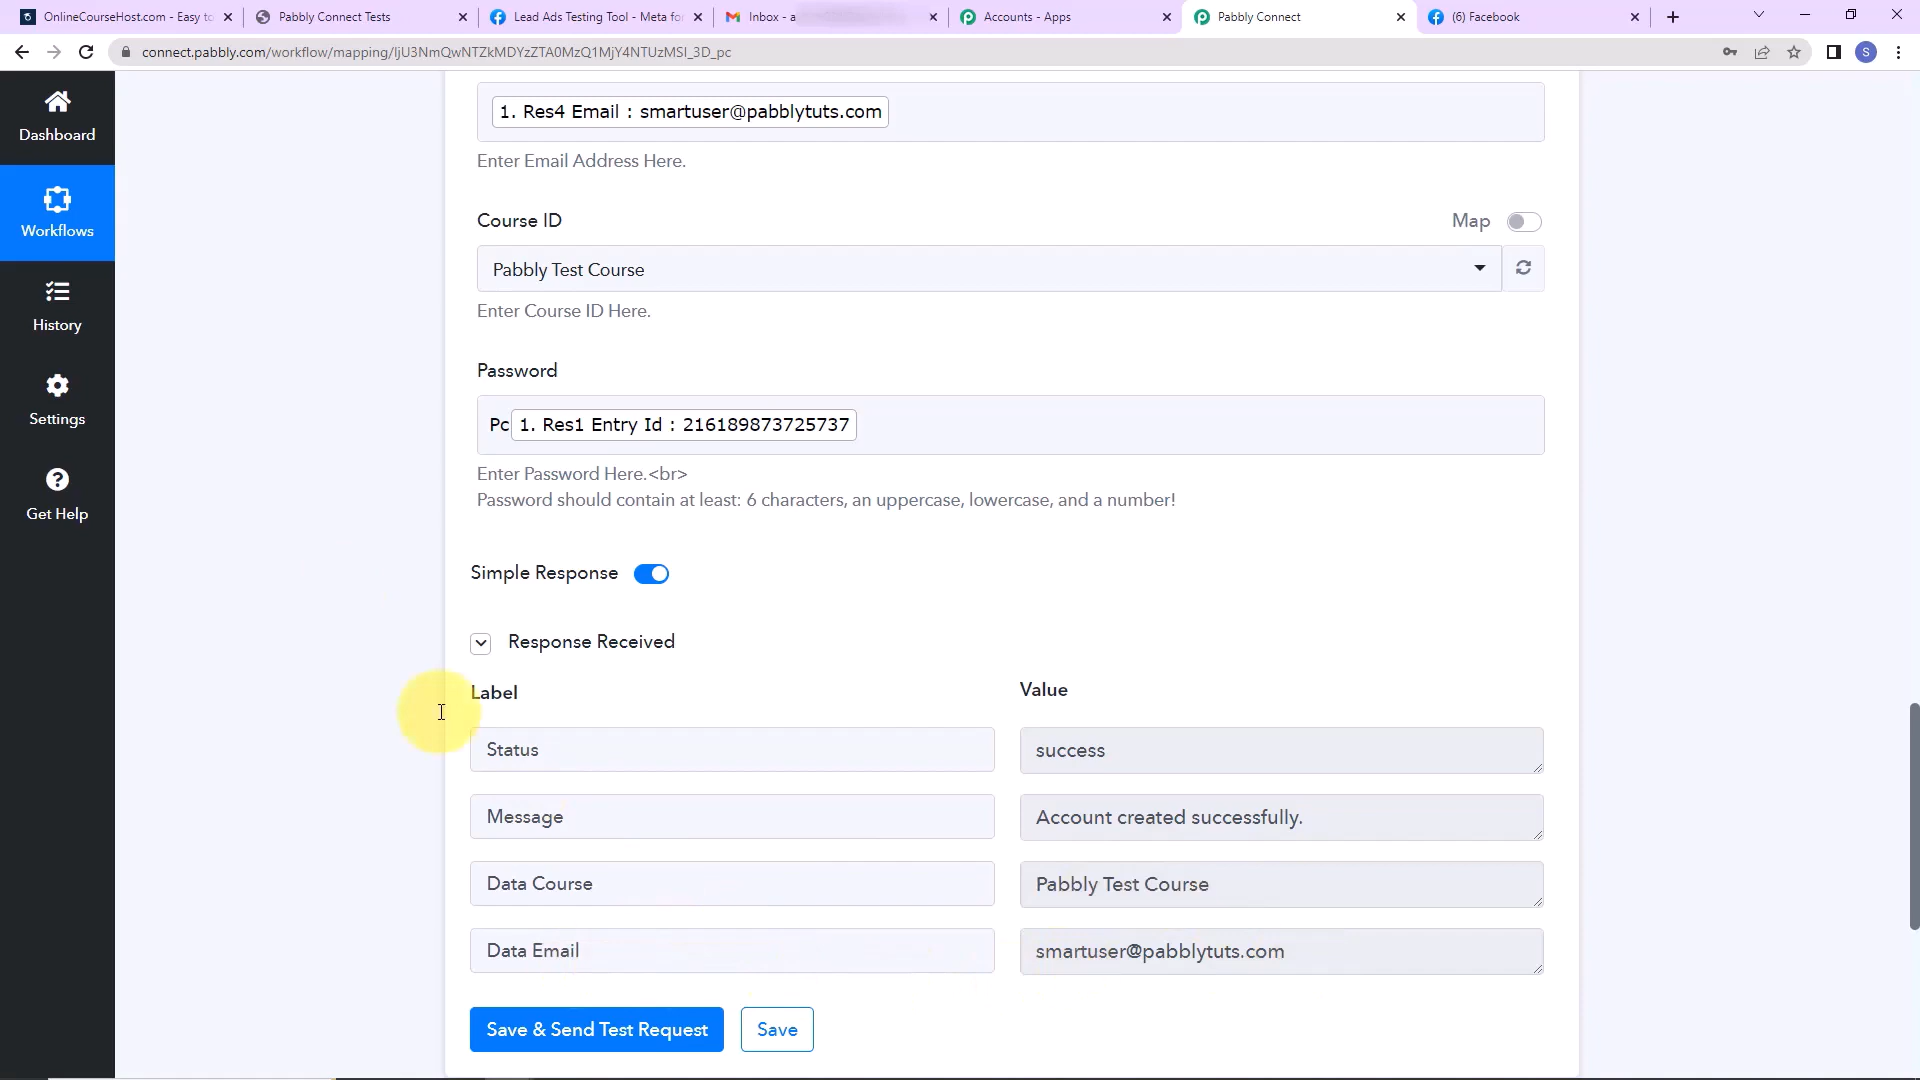 OnlineCourseHost.com - Easy to
Pabbly Connect Tests
Lead Ads Testing Tool - Meta for
Inbox - a
Accounts - Apps
Pabbly Connect
(6) Facebook
connect.pabbly.com/workflow/mapping/IjU3NmQwNTZkMDYzZTA0MzQ1MjY4NTUzMSI_3D_pc
S
Dashboard
Workflows
History
Settings
Get Help
1. Res4 Email : smartuser@pabblytuts.com
Enter Email Address Here.
Course ID
Map
Pabbly Test Course
Enter Course ID Here.
Password
Pc 1. Res1 Entry Id : 216189873725737
Enter Password Here.<br>
Password should contain at least: 6 characters, an uppercase, lowercase, and a number!
Simple Response
Response Received
Label
Value
Status
success
Message
Account created successfully.
Data Course
Pabbly Test Course
Data Email
smartuser@pabblytuts.com
Save & Send Test Request
Save